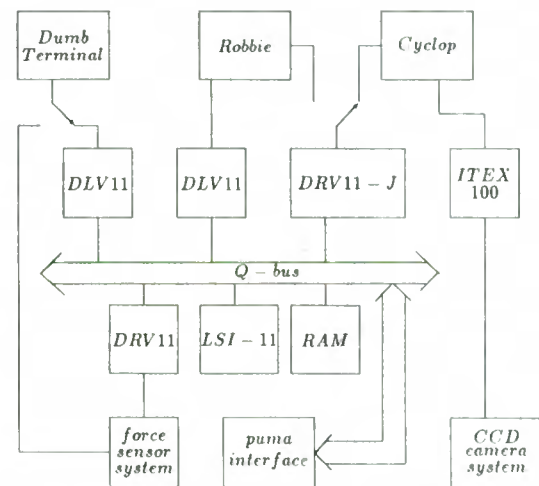 Dumb
Terminal
Robbie
Cyclop
DLV11
DLV11
DRV11 - J
ITEX
100
Q - bus
DRV11
LSI - 11
RAM
force
sensor
system
puma
interface
CCD
camera
system